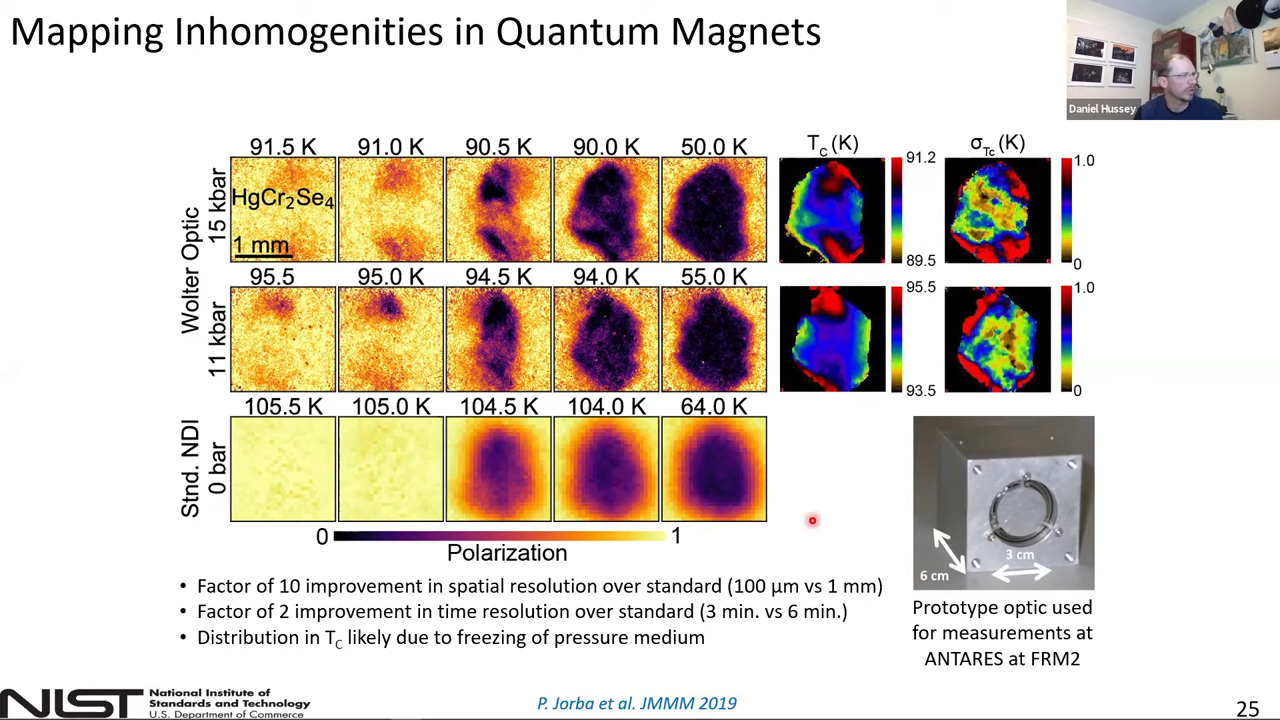 Mapping Inhomogenities in Quantum Magnets
Daniel Hussey
91.5 K 91.0 K 90.5 K 90.0 K 50.0 K
T_C (K) σ_Tc (K)
Wolter Optic
15 kbar
HgCr₂Se₄
1 mm
91.2
89.5
1.0
0
95.5 95.0 K 94.5 K 94.0 K 55.0 K
11 kbar
95.5
93.5
1.0
0
105.5 K 105.0 K 104.5 K 104.0 K 64.0 K
Stnd. NDI
0 bar
0 1
Polarization
3 cm
6 cm
• Factor of 10 improvement in spatial resolution over standard (100 μm vs 1 mm)
• Factor of 2 improvement in time resolution over standard (3 min. vs 6 min.)
• Distribution in T_C likely due to freezing of pressure medium
Prototype optic used
for measurements at
ANTARES at FRM2
NIST
National Institute of
Standards and Technology
U.S. Department of Commerce
P. Jorba et al. JMMM 2019
25